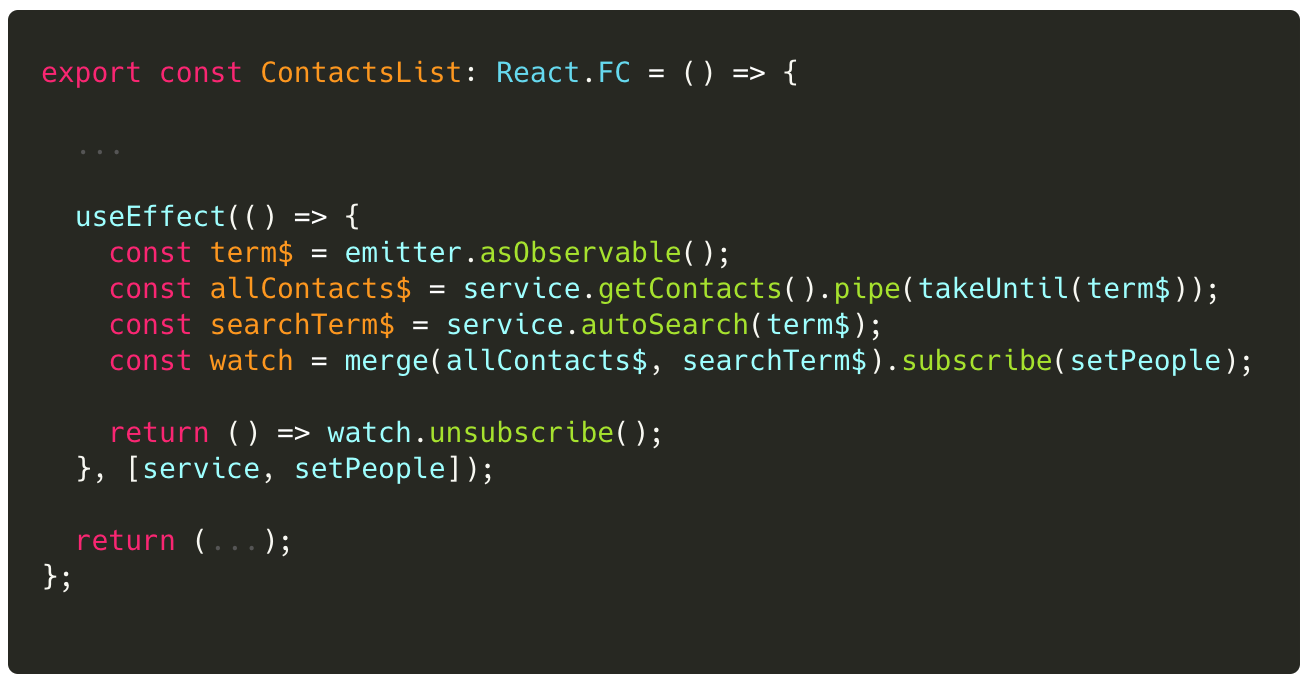 export const ContactsList: React.FC = () => {
...
useEffect(() => {
const term$ = emitter.asObservable();
const allContacts$ = service.getContacts().pipe(takeUntil(term$));
const searchTerm$ = service.autoSearch(term$);
const watch = merge(allContacts$, searchTerm$).subscribe(setPeople);
return () => watch.unsubscribe();
}, [service, setPeople]);
return (...);
};